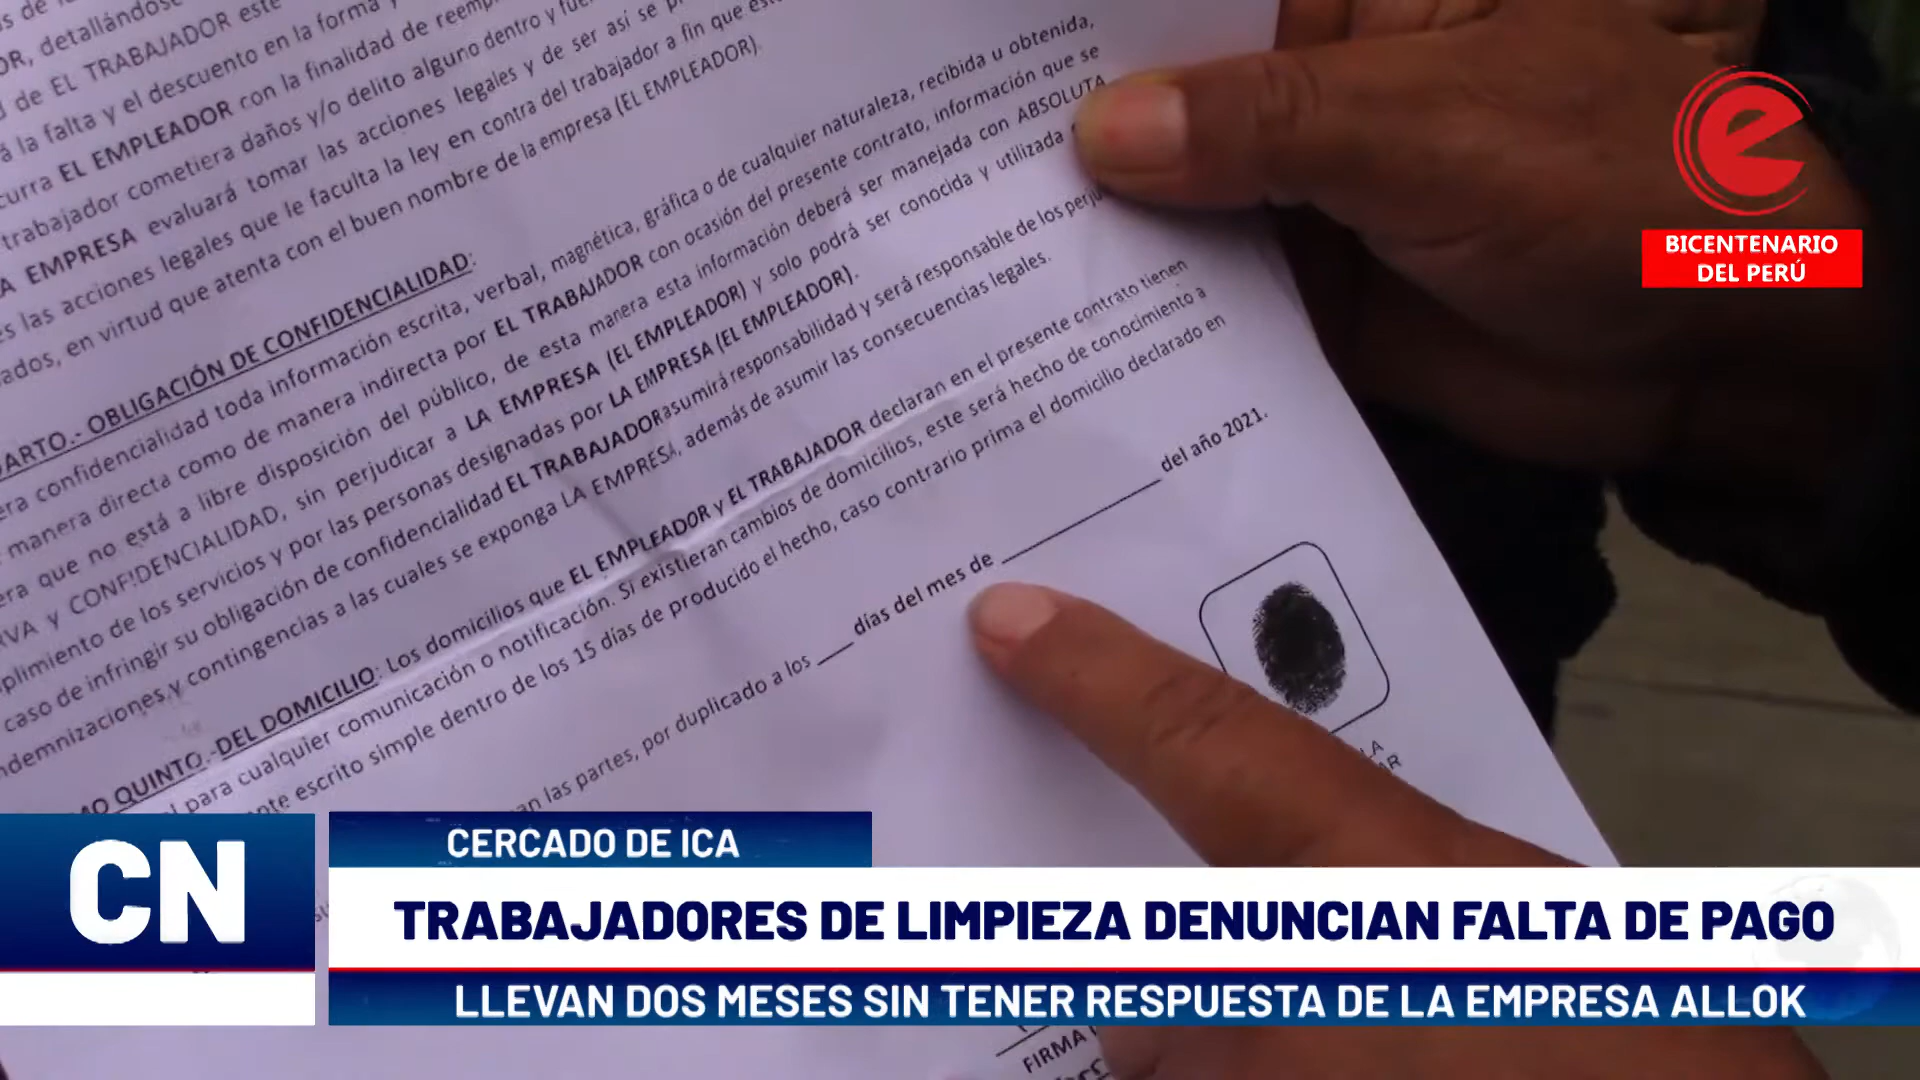 OR, detallándose
d de EL TRABAJADOR este
á la falta y el descuento en la forma y
curra EL EMPLEADOR con la finalidad de
trabajador cometiera daños y/o delito alguno dentro y
A EMPRESA evaluará tomar las acciones legales y de ser así se
es las acciones legales que le faculta la ley en contra del trabajador a fin que
ados, en virtud que atenta con el buen nombre de la empresa (EL EMPLEADOR).
ARTO.- OBLIGACIÓN DE CONFIDENCIALIDAD:
era confidencialidad toda información escrita, verbal, magnética, gráfica o de cualquier naturaleza, recibida u obtenida,
manera directa como de manera indirecta por EL TRABAJADOR con ocasión del presente contrato, información que se
era que no está a libre disposición del público, de esta manera esta información deberá ser manejada con ABSOLUTA
RVA y CONFIDENCIALIDAD, sin perjudicar a LA EMPRESA (EL EMPLEADOR) y solo podrá ser conocida y utilizada
plimiento de los servicios y por las personas designadas por LA EMPRESA (EL EMPLEADOR).
caso de infringir su obligación de confidencialidad EL TRABAJADOR asumirá responsabilidad y será responsable de los perju
demnizaciones y contingencias a las cuales se exponga LA EMPRESA, además de asumir las consecuencias legales.
MO QUINTO.-DEL DOMICILIO: Los domicilios que EL EMPLEADOR y EL TRABAJADOR declaran en el presente contrato tienen
l para cualquier comunicación o notificación. Si existieran cambios de domicilios, este será hecho de conocimiento a
ante escrito simple dentro de los 15 días de producido el hecho, caso contrario prima el domicilio declarado en
an las partes, por duplicado a los ___ días del mes de ____________ del año 2021.
LA
AR
FIRMA
BICENTENARIO
DEL PERÚ
CN
CERCADO DE ICA
TRABAJADORES DE LIMPIEZA DENUNCIAN FALTA DE PAGO
LLEVAN DOS MESES SIN TENER RESPUESTA DE LA EMPRESA ALLOK